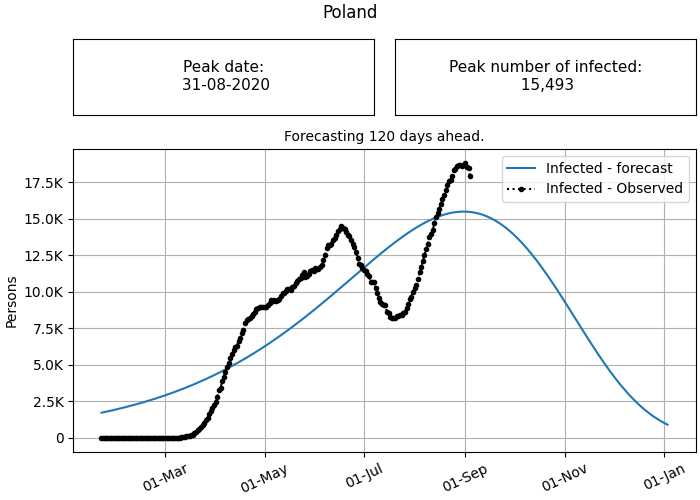 Poland
Peak date:
31-08-2020
Peak number of infected:
15,493
Forecasting 120 days ahead.
Infected - forecast
Infected - Observed
17.5K
15.0K
12.5K
10.0K
7.5K
5.0K
2.5K
0
Persons
01-Mar
01-May
01-Jul
01-Sep
01-Nov
01-Jan